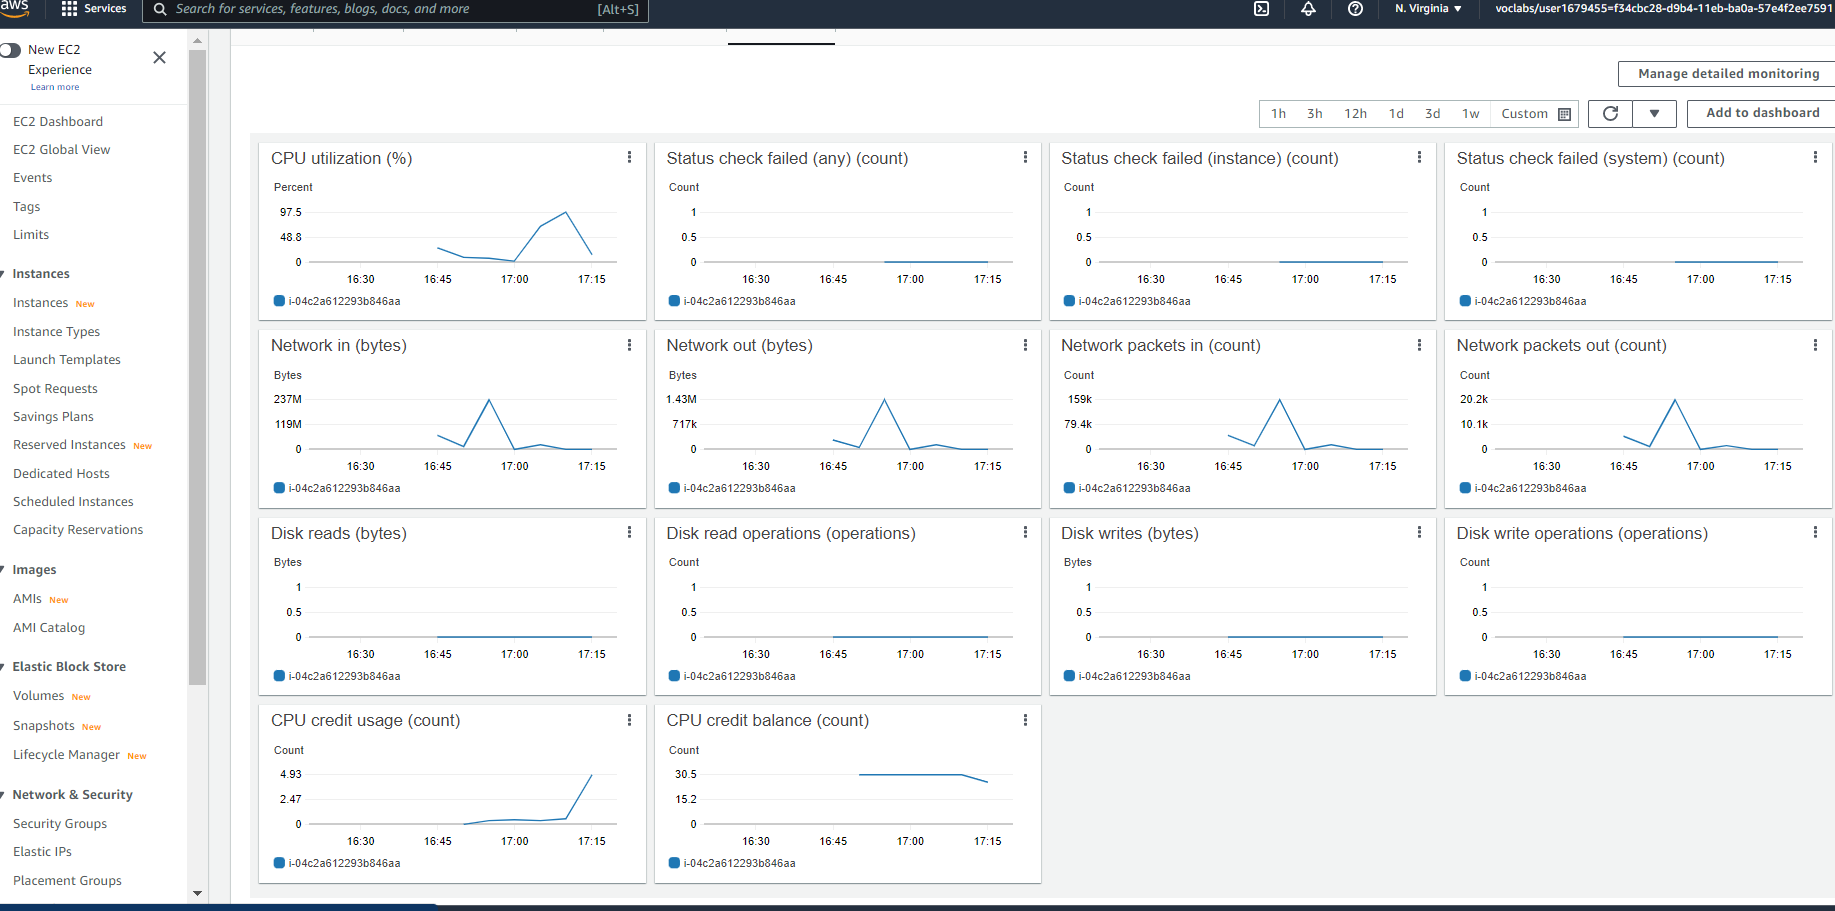 aws
Services
Search for services, features, blogs, docs, and more
[Alt+S]
N. Virginia
voclabs/user1679455=f34cbc28-d9b4-11eb-ba0a-57e4f2ee7591
New EC2
Experience
Learn more
EC2 Dashboard
EC2 Global View
Events
Tags
Limits
Instances
Instances New
Instance Types
Launch Templates
Spot Requests
Savings Plans
Reserved Instances New
Dedicated Hosts
Scheduled Instances
Capacity Reservations
Images
AMIs New
AMI Catalog
Elastic Block Store
Volumes New
Snapshots New
Lifecycle Manager New
Network & Security
Security Groups
Elastic IPs
Placement Groups
Manage detailed monitoring
1h 3h 12h 1d 3d 1w Custom
Add to dashboard
CPU utilization (%)
Percent
97.5
48.8
0
16:30 16:45 17:00 17:15
i-04c2a612293b846aa
Status check failed (any) (count)
Count
1
0.5
0
16:30 16:45 17:00 17:15
i-04c2a612293b846aa
Status check failed (instance) (count)
Count
1
0.5
0
16:30 16:45 17:00 17:15
i-04c2a612293b846aa
Status check failed (system) (count)
Count
1
0.5
0
16:30 16:45 17:00 17:15
i-04c2a612293b846aa
Network in (bytes)
Bytes
237M
119M
0
16:30 16:45 17:00 17:15
i-04c2a612293b846aa
Network out (bytes)
Bytes
1.43M
717k
0
16:30 16:45 17:00 17:15
i-04c2a612293b846aa
Network packets in (count)
Count
159k
79.4k
0
16:30 16:45 17:00 17:15
i-04c2a612293b846aa
Network packets out (count)
Count
20.2k
10.1k
0
16:30 16:45 17:00 17:15
i-04c2a612293b846aa
Disk reads (bytes)
Bytes
1
0.5
0
16:30 16:45 17:00 17:15
i-04c2a612293b846aa
Disk read operations (operations)
Count
1
0.5
0
16:30 16:45 17:00 17:15
i-04c2a612293b846aa
Disk writes (bytes)
Bytes
1
0.5
0
16:30 16:45 17:00 17:15
i-04c2a612293b846aa
Disk write operations (operations)
Count
1
0.5
0
16:30 16:45 17:00 17:15
i-04c2a612293b846aa
CPU credit usage (count)
Count
4.93
2.47
0
16:30 16:45 17:00 17:15
i-04c2a612293b846aa
CPU credit balance (count)
Count
30.5
15.2
0
16:30 16:45 17:00 17:15
i-04c2a612293b846aa